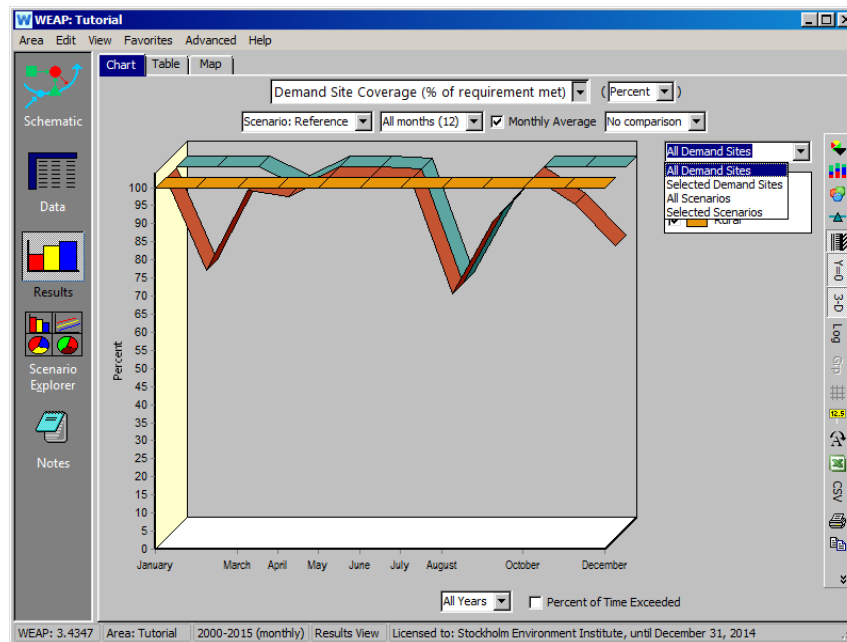 WEAP: Tutorial
Area Edit View Favorites Advanced Help
Chart Table Map
Demand Site Coverage (% of requirement met) (Percent)
Scenario: Reference All months (12) Monthly Average No comparison
Schematic
Data
Results
Scenario
Explorer
Notes
All Demand Sites
All Demand Sites
Selected Demand Sites
All Scenarios
Selected Scenarios
Rural
Y=0
3-D
Log
Grp
12.5
CSV
Percent
100
95
90
85
80
75
70
65
60
55
50
45
40
35
30
25
20
15
10
5
0
January March April May June July August October December
All Years Percent of Time Exceeded
WEAP: 3.4347 Area: Tutorial 2000-2015 (monthly) Results View Licensed to: Stockholm Environment Institute, until December 31, 2014